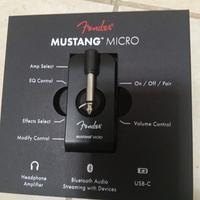 Fender
MUSTANG™ MICRO
Amp Select
EQ Control
On / Off / Pair
Effects Select
Volume Control
Modify Control
Fender
MUSTANG MICRO
Headphone
Amplifier
Bluetooth Audio
Streaming with Devices
USB-C